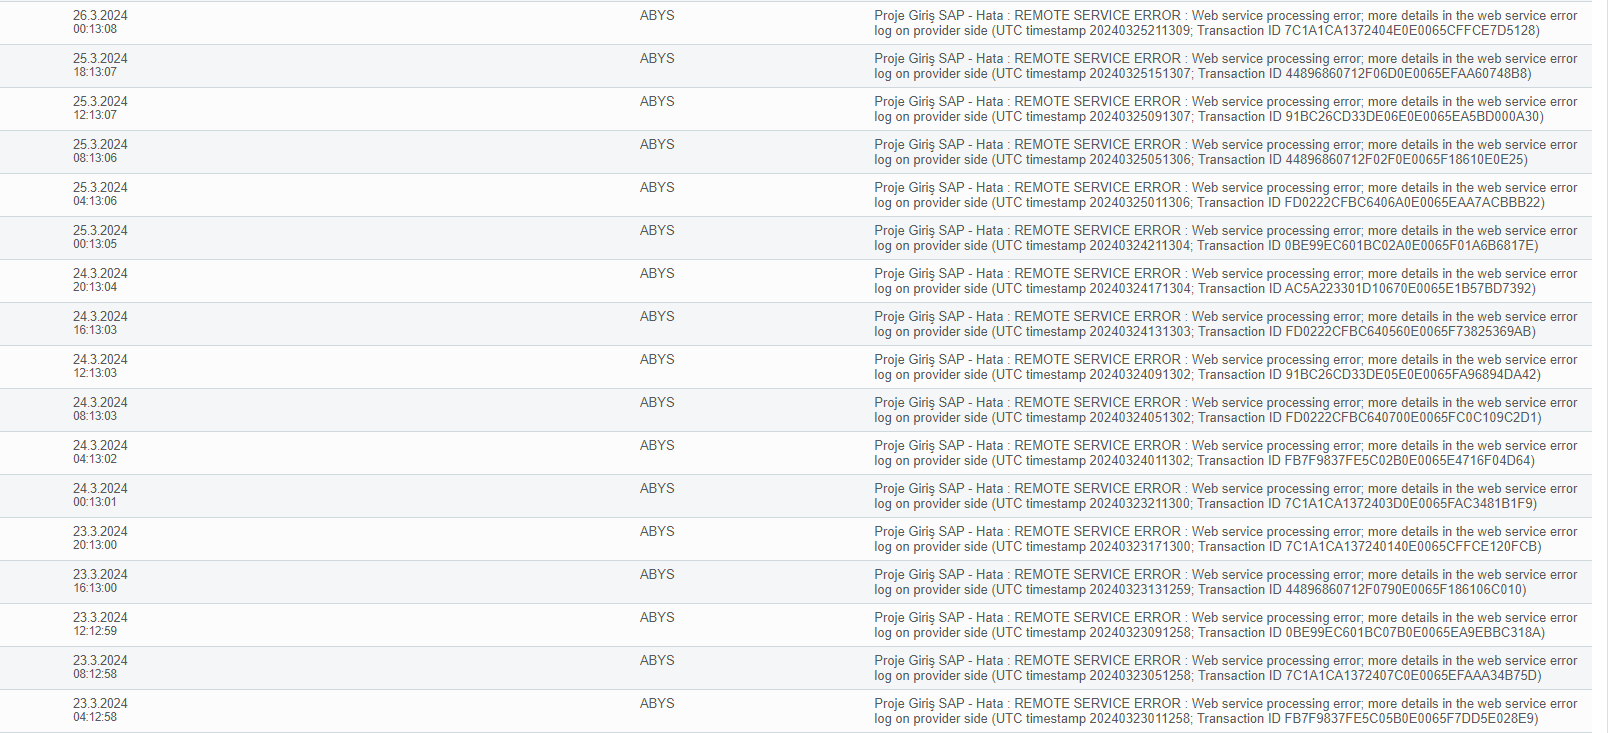 26.3.2024 ABYS Proje Giriş SAP - Hata : REMOTE SERVICE ERROR : Web service processing error; more details in the web service error
00:13:08 log on provider side (UTC timestamp 20240325211309; Transaction ID 7C1A1CA1372404E0E0065CFFCE7D5128)
25.3.2024 ABYS Proje Giriş SAP - Hata : REMOTE SERVICE ERROR : Web service processing error; more details in the web service error
18:13:07 log on provider side (UTC timestamp 20240325151307; Transaction ID 44896860712F06D0E0065EFAA60748B8)
25.3.2024 ABYS Proje Giriş SAP - Hata : REMOTE SERVICE ERROR : Web service processing error; more details in the web service error
12:13:07 log on provider side (UTC timestamp 20240325091307; Transaction ID 91BC26CD33DE06E0E0065EA5BD000A30)
25.3.2024 ABYS Proje Giriş SAP - Hata : REMOTE SERVICE ERROR : Web service processing error; more details in the web service error
08:13:06 log on provider side (UTC timestamp 20240325051306; Transaction ID 44896860712F02F0E0065F18610E0E25)
25.3.2024 ABYS Proje Giriş SAP - Hata : REMOTE SERVICE ERROR : Web service processing error; more details in the web service error
04:13:06 log on provider side (UTC timestamp 20240325011306; Transaction ID FD0222CFBC6406A0E0065EAA7ACBBB22)
25.3.2024 ABYS Proje Giriş SAP - Hata : REMOTE SERVICE ERROR : Web service processing error; more details in the web service error
00:13:05 log on provider side (UTC timestamp 20240324211304; Transaction ID 0BE99EC601BC02A0E0065F01A6B6817E)
24.3.2024 ABYS Proje Giriş SAP - Hata : REMOTE SERVICE ERROR : Web service processing error; more details in the web service error
20:13:04 log on provider side (UTC timestamp 20240324171304; Transaction ID AC5A223301D10670E0065E1B57BD7392)
24.3.2024 ABYS Proje Giriş SAP - Hata : REMOTE SERVICE ERROR : Web service processing error; more details in the web service error
16:13:03 log on provider side (UTC timestamp 20240324131303; Transaction ID FD0222CFBC640560E0065F73825369AB)
24.3.2024 ABYS Proje Giriş SAP - Hata : REMOTE SERVICE ERROR : Web service processing error; more details in the web service error
12:13:03 log on provider side (UTC timestamp 20240324091302; Transaction ID 91BC26CD33DE05E0E0065FA96894DA42)
24.3.2024 ABYS Proje Giriş SAP - Hata : REMOTE SERVICE ERROR : Web service processing error; more details in the web service error
08:13:03 log on provider side (UTC timestamp 20240324051302; Transaction ID FD0222CFBC640700E0065FC0C109C2D1)
24.3.2024 ABYS Proje Giriş SAP - Hata : REMOTE SERVICE ERROR : Web service processing error; more details in the web service error
04:13:02 log on provider side (UTC timestamp 20240324011302; Transaction ID FB7F9837FE5C02B0E0065E4716F04D64)
24.3.2024 ABYS Proje Giriş SAP - Hata : REMOTE SERVICE ERROR : Web service processing error; more details in the web service error
00:13:01 log on provider side (UTC timestamp 20240323211300; Transaction ID 7C1A1CA1372403D0E0065FAC3481B1F9)
23.3.2024 ABYS Proje Giriş SAP - Hata : REMOTE SERVICE ERROR : Web service processing error; more details in the web service error
20:13:00 log on provider side (UTC timestamp 20240323171300; Transaction ID 7C1A1CA137240140E0065CFFCE120FCB)
23.3.2024 ABYS Proje Giriş SAP - Hata : REMOTE SERVICE ERROR : Web service processing error; more details in the web service error
16:13:00 log on provider side (UTC timestamp 20240323131259; Transaction ID 44896860712F0790E0065F186106C010)
23.3.2024 ABYS Proje Giriş SAP - Hata : REMOTE SERVICE ERROR : Web service processing error; more details in the web service error
12:12:59 log on provider side (UTC timestamp 20240323091258; Transaction ID 0BE99EC601BC07B0E0065EA9EBBC318A)
23.3.2024 ABYS Proje Giriş SAP - Hata : REMOTE SERVICE ERROR : Web service processing error; more details in the web service error
08:12:58 log on provider side (UTC timestamp 20240323051258; Transaction ID 7C1A1CA1372407C0E0065EFAAA34B75D)
23.3.2024 ABYS Proje Giriş SAP - Hata : REMOTE SERVICE ERROR : Web service processing error; more details in the web service error
04:12:58 log on provider side (UTC timestamp 20240323011258; Transaction ID FB7F9837FE5C05B0E0065F7DD5E028E9)